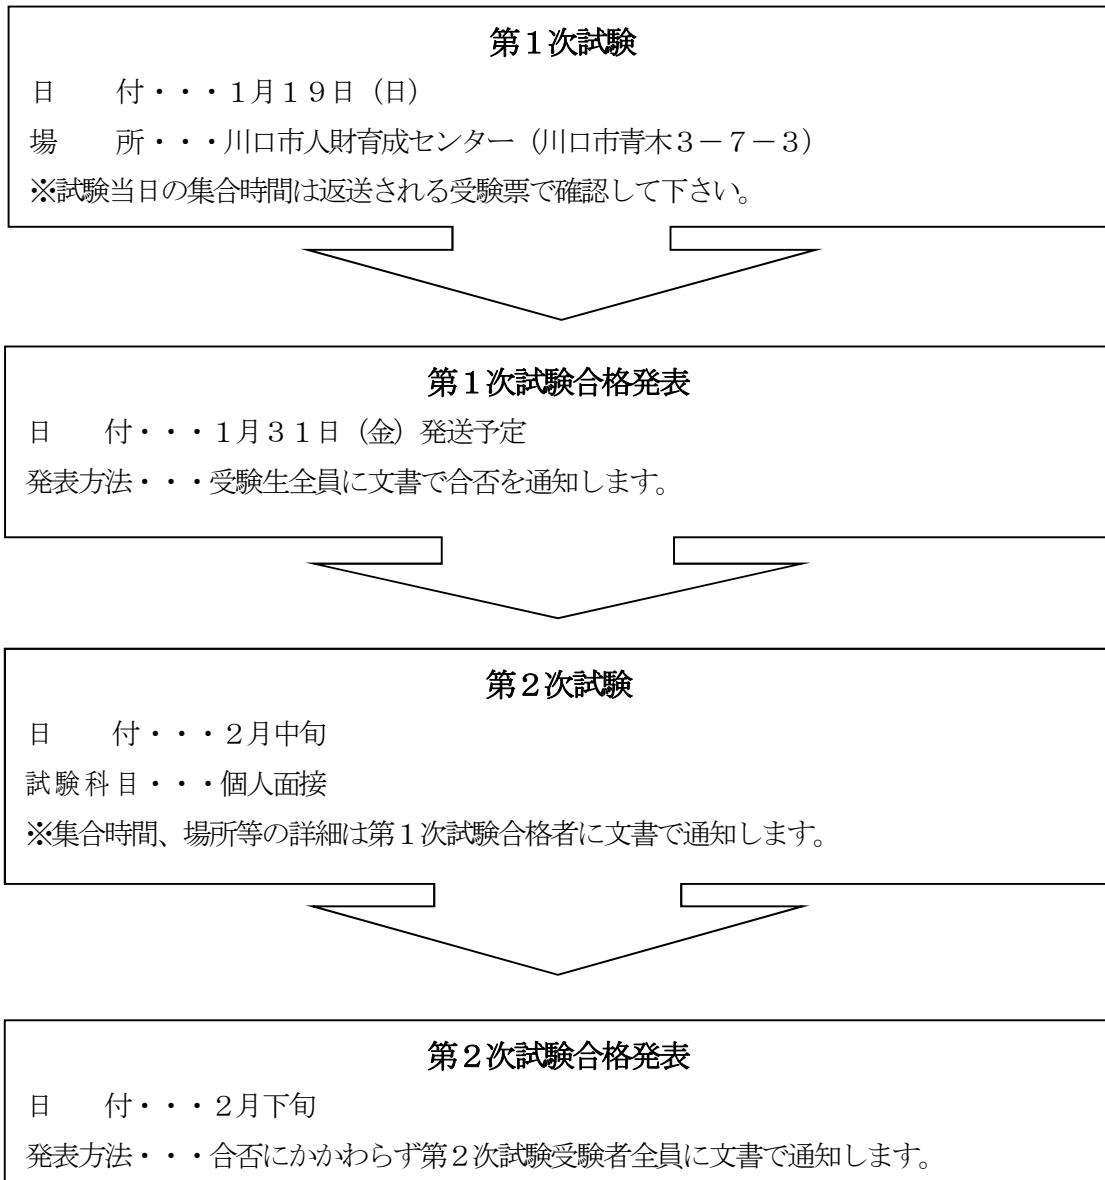 第１次試験
日　　付・・・１月１９日（日）
場　　所・・・川口市人財育成センター（川口市青木３－７－３）
※試験当日の集合時間は返送される受験票で確認して下さい。
第１次試験合格発表
日　　付・・・１月３１日（金）発送予定
発表方法・・・受験生全員に文書で合否を通知します。
第２次試験
日　　付・・・２月中旬
試験科目・・・個人面接
※集合時間、場所等の詳細は第１次試験合格者に文書で通知します。
第２次試験合格発表
日　　付・・・２月下旬
発表方法・・・合否にかかわらず第２次試験受験者全員に文書で通知します。